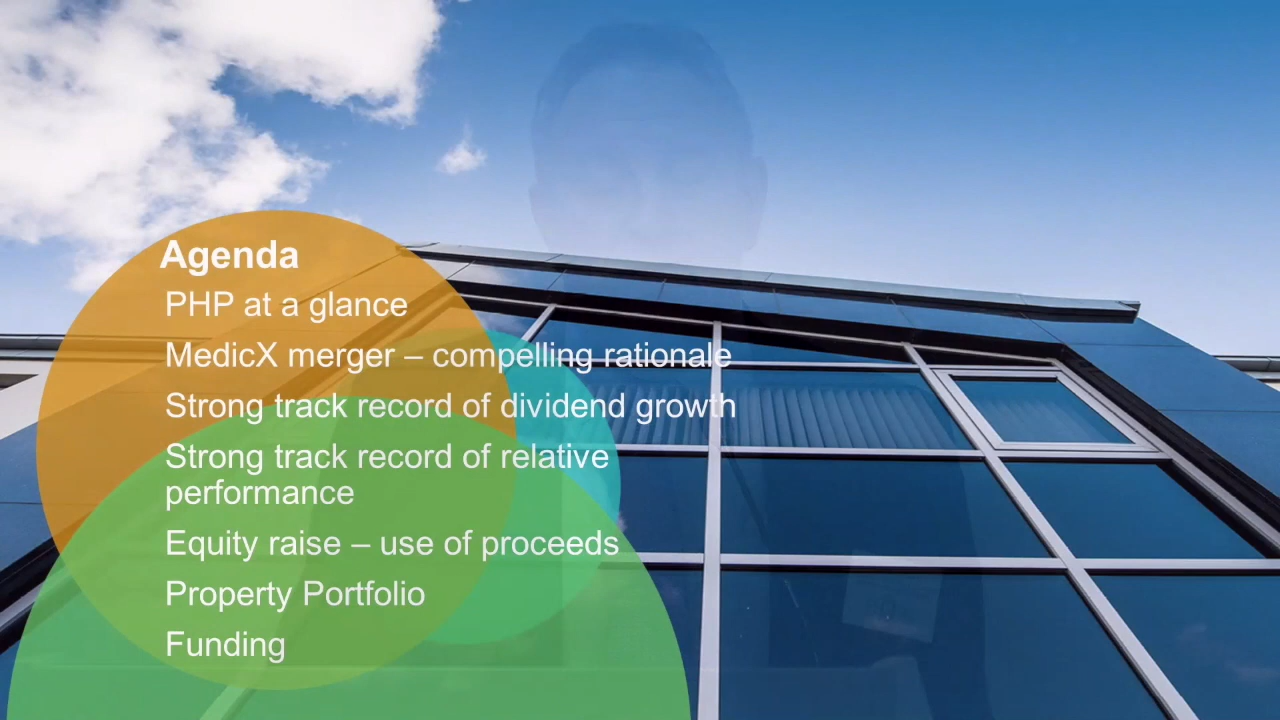 Agenda
PHP at a glance
MedicX merger – compelling rationale
Strong track record of dividend growth
Strong track record of relative
performance
Equity raise – use of proceeds
Property Portfolio
Funding